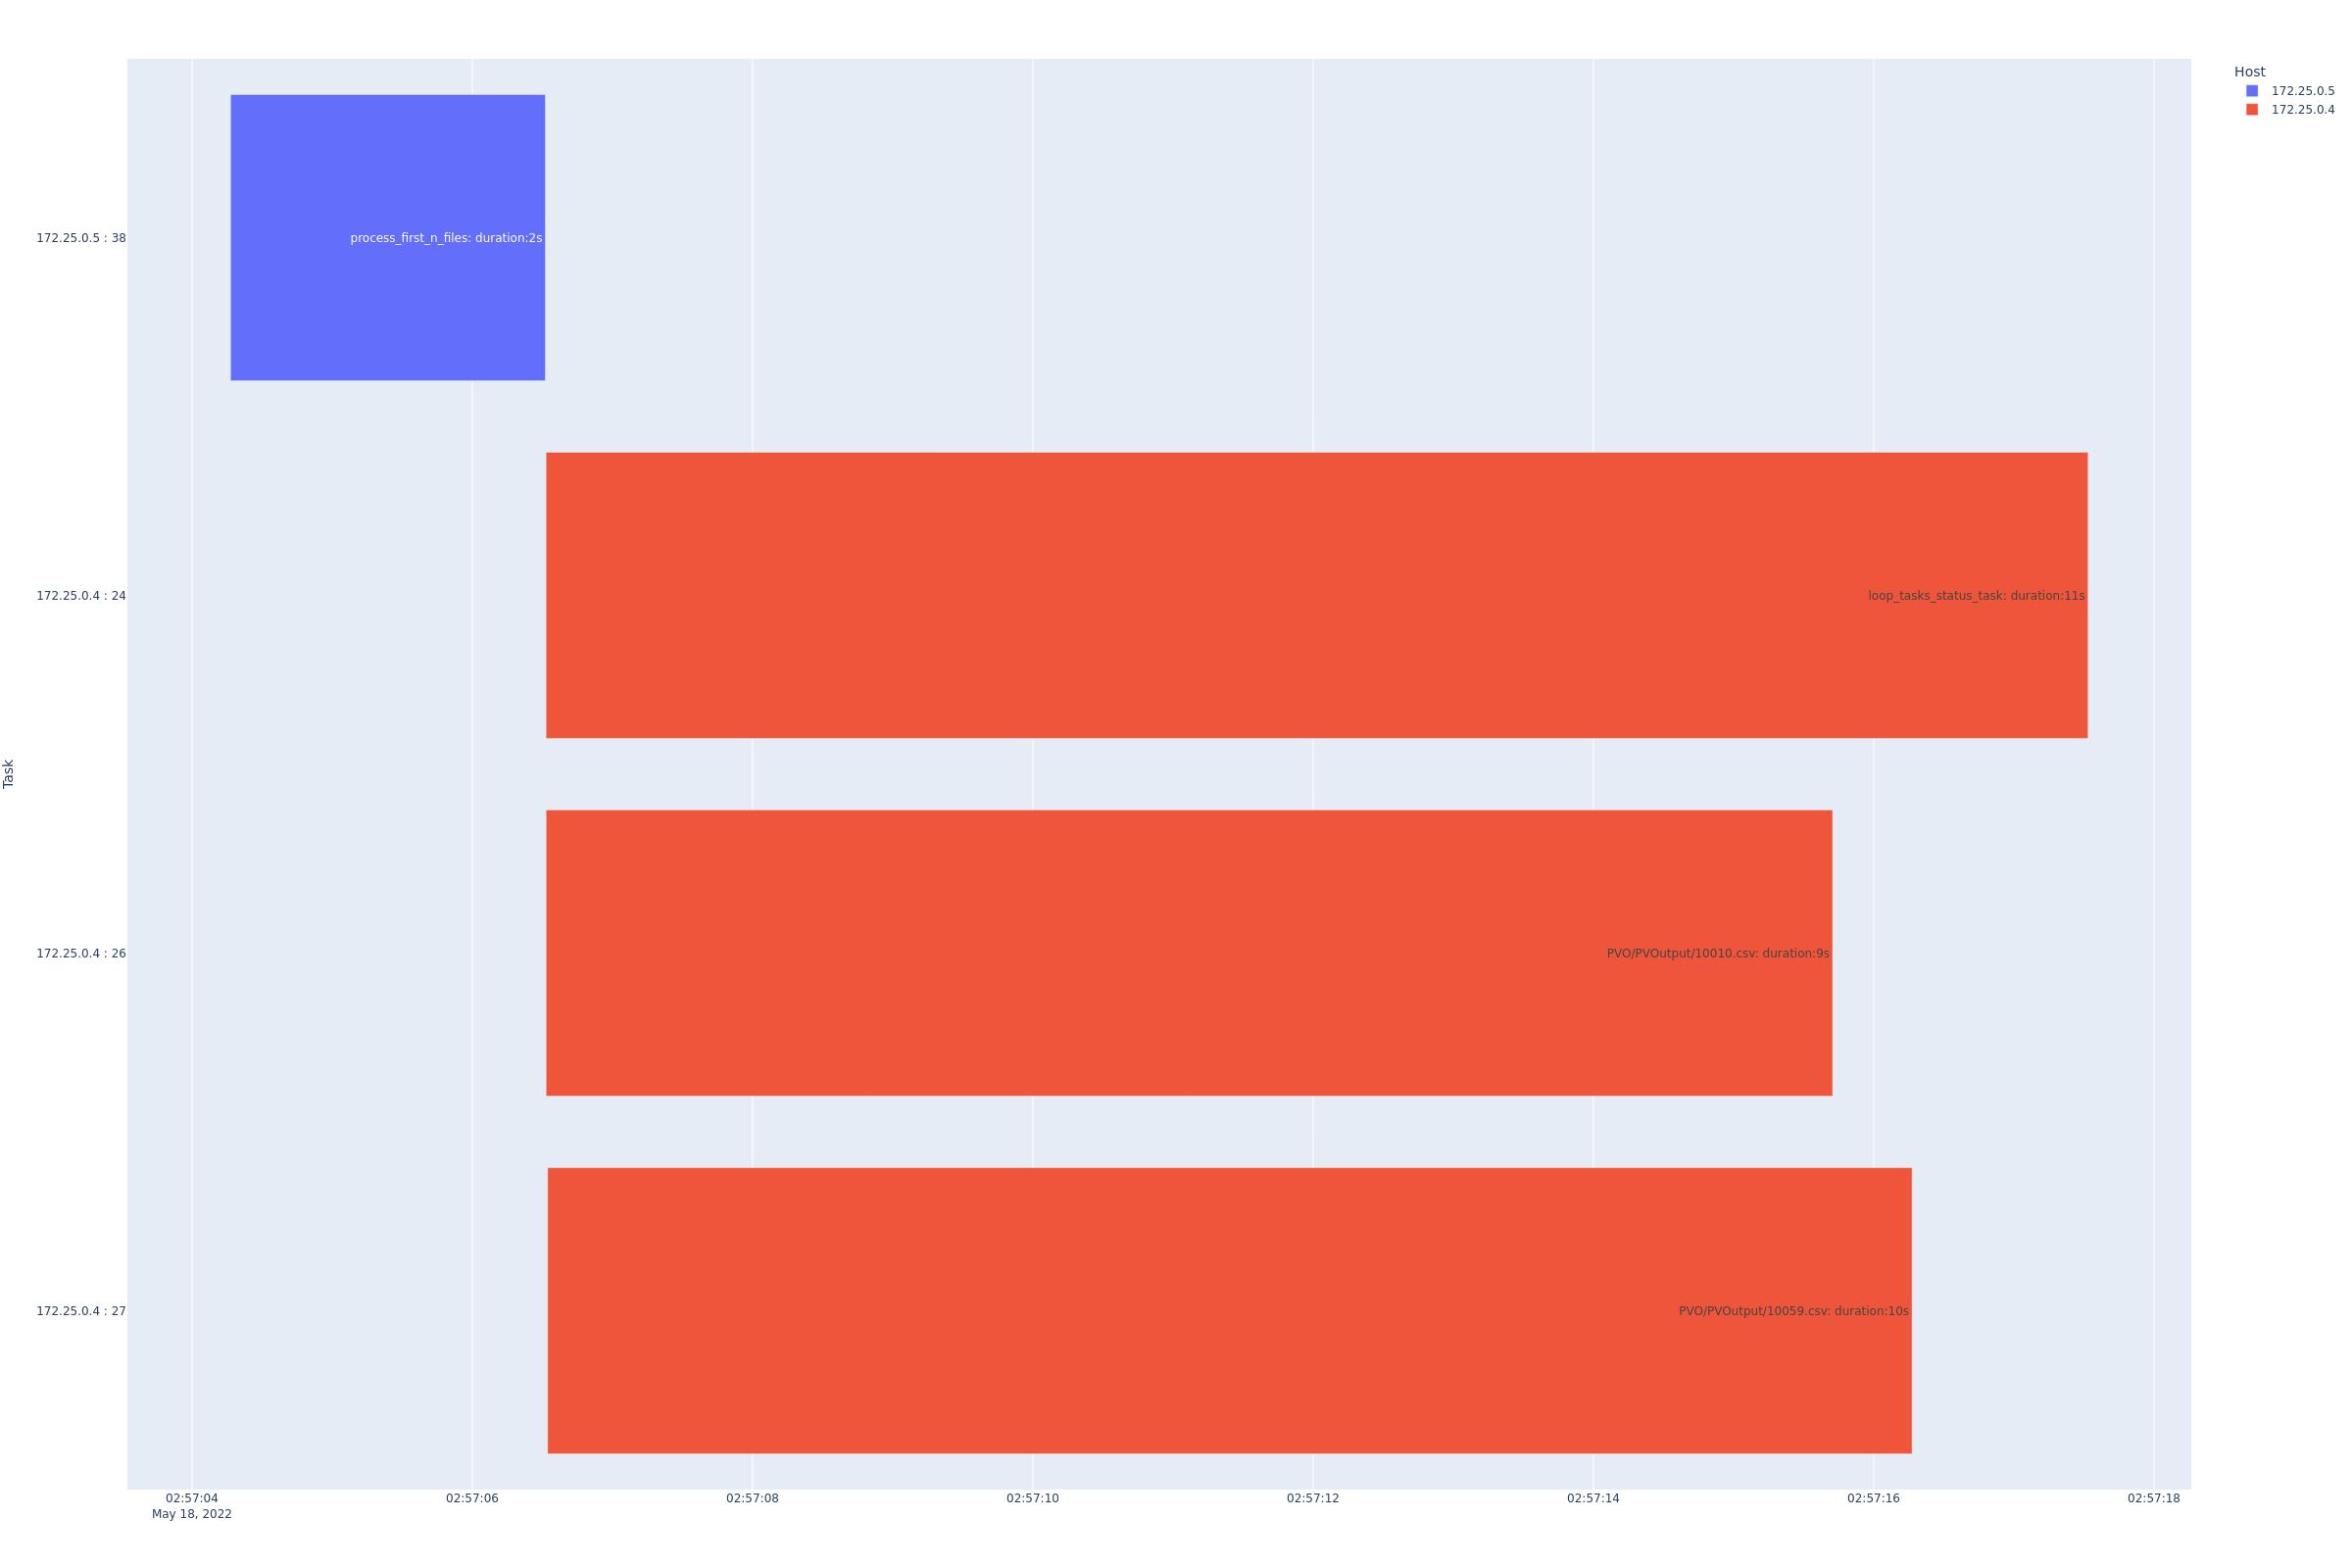 Host
172.25.0.5
172.25.0.4
172.25.0.5 : 38
process_first_n_files: duration:2s
172.25.0.4 : 24
loop_tasks_status_task: duration:11s
Task
172.25.0.4 : 26
PVO/PVOutput/10010.csv: duration:9s
172.25.0.4 : 27
PVO/PVOutput/10059.csv: duration:10s
02:57:04 02:57:06 02:57:08 02:57:10 02:57:12 02:57:14 02:57:16 02:57:18
May 18, 2022